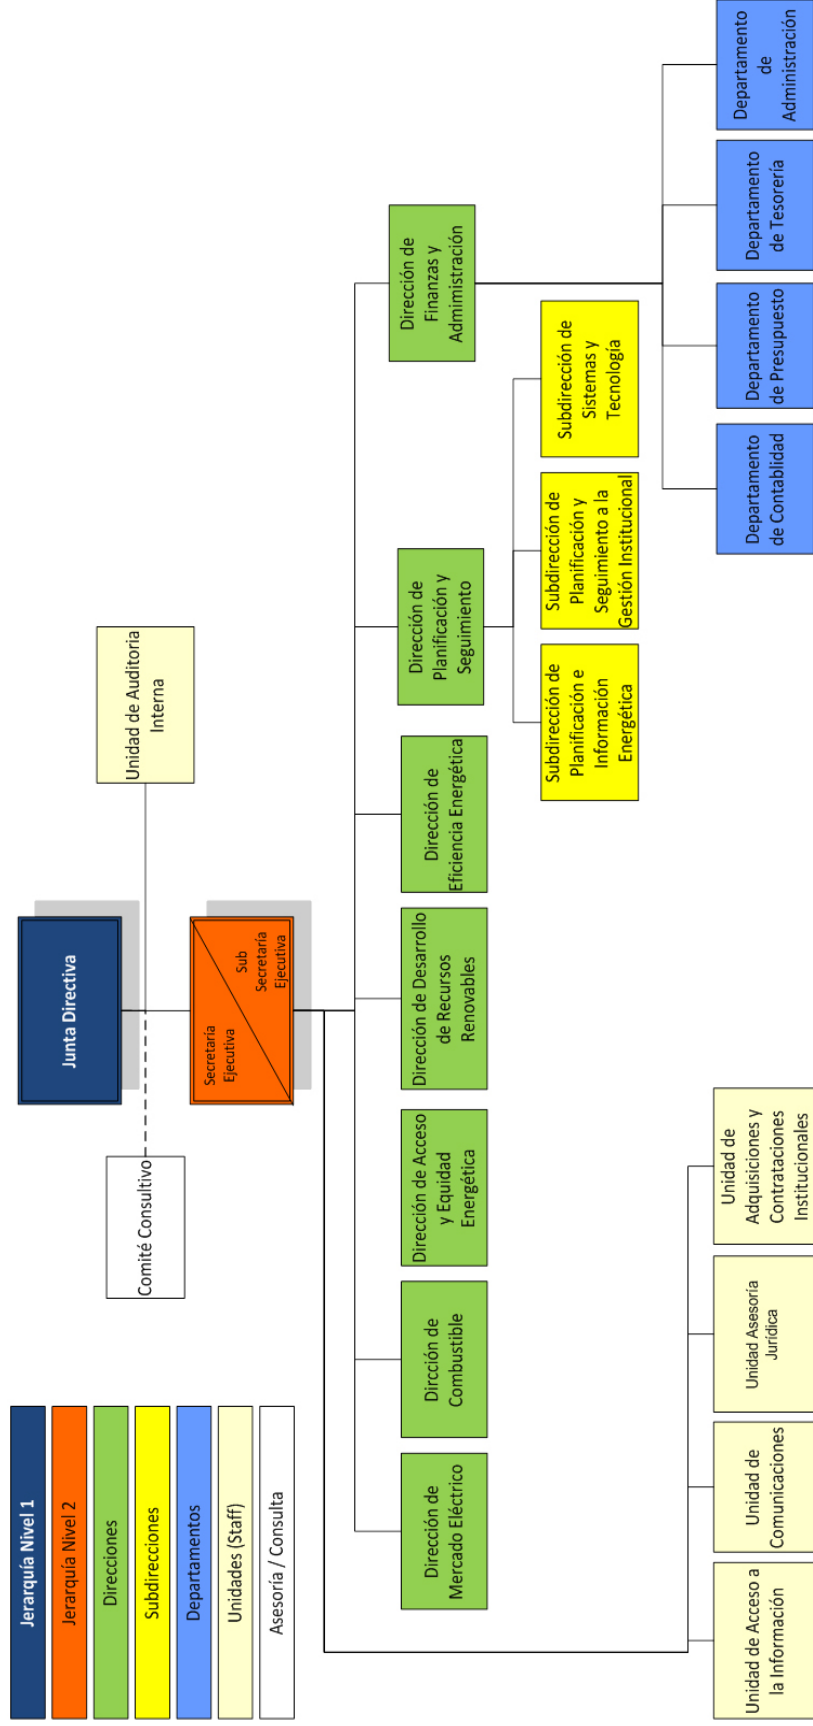 Jerarquía Nivel 1
Jerarquía Nivel 2
Direcciones
Subdirecciones
Departamentos
Unidades (Staff)
Asesoría / Consulta
Junta Directiva
Comité Consultivo
Unidad de Auditoria
Interna
Secretaría
Ejecutiva
Sub
Secretaría
Ejecutiva
Dirección de
Mercado Eléctrico
Dircción de
Combustible
Dirección de Acceso
y Equidad
Energética
Dirección de Desarrollo
de Recursos
Renovables
Dirección de
Eficiencia Energética
Dirección de
Planificación y
Seguimiento
Dirección de
Finanzas y
Admimistración
Subdirección de
Planificación e
Información
Energética
Subdirección de
Planificación y
Seguimiento a la
Gestión Institucional
Subdirección de
Sistemas y
Tecnología
Unidad de Acceso a
la Información
Unidad de
Comunicaciones
Unidad Asesoría
Jurídica
Unidad de
Adquisiciones y
Contrataciones
Institucionales
Departamento
de Contablidad
Departamento
de Presupuesto
Departamento
de Tesorería
Departamento
de
Administración